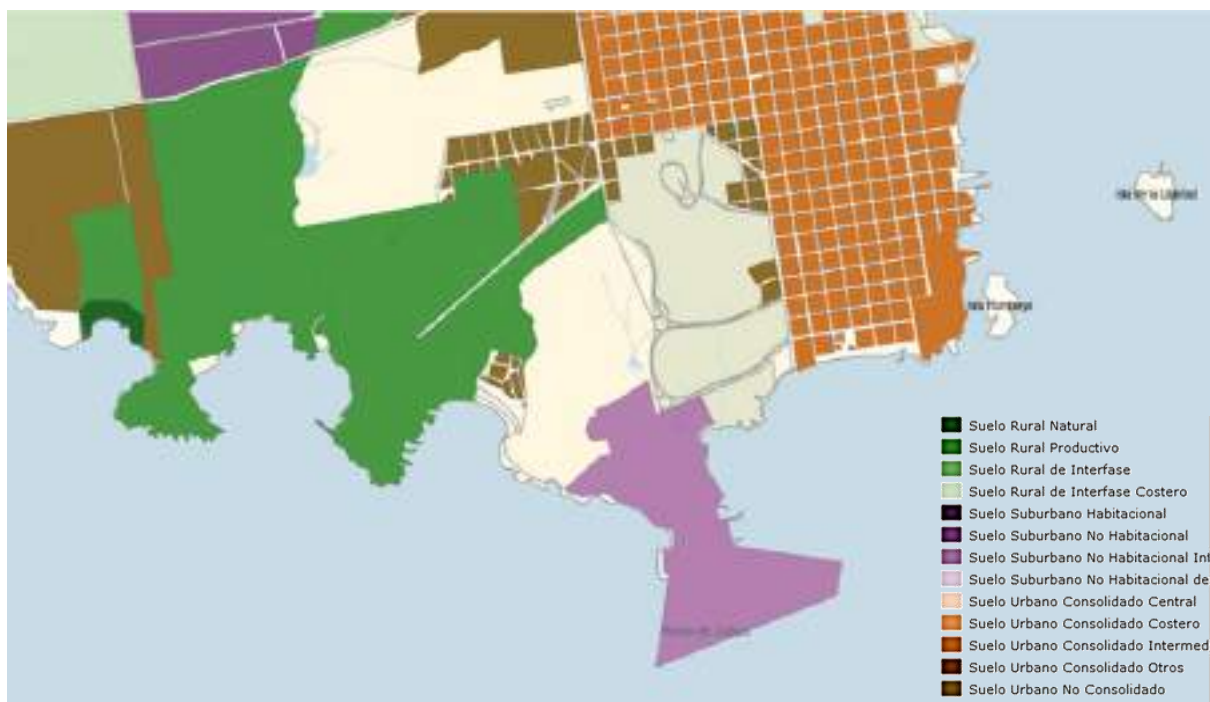 Suelo Rural Natural
Suelo Rural Productivo
Suelo Rural de Interfase
Suelo Rural de Interfase Costero
Suelo Suburbano Habitacional
Suelo Suburbano No Habitacional
Suelo Suburbano No Habitacional Int
Suelo Suburbano No Habitacional de
Suelo Urbano Consolidado Central
Suelo Urbano Consolidado Costero
Suelo Urbano Consolidado Intermed
Suelo Urbano Consolidado Otros
Suelo Urbano No Consolidado